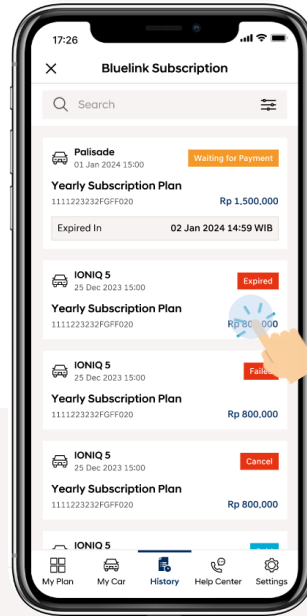 17:26
Bluelink Subscription
Search
Palisade
01 Jan 2024 15:00
Waiting for Payment
Yearly Subscription Plan
1111223232FGFF020
Rp 1,500,000
Expired In
02 Jan 2024 14:59 WIB
IONIQ 5
25 Dec 2023 15:00
Expired
Yearly Subscription Plan
1111223232FGFF020
IONIQ 5
25 Dec 2023 15:00
Yearly Subscription Plan
1111223232FGFF020
Rp 800,000
IONIQ 5
25 Dec 2023 15:00
Cancel
Yearly Subscription Plan
1111223232FGFF020
Rp 800,000
IONIQ 5
My Plan
My Car
History
Help Center
Settings